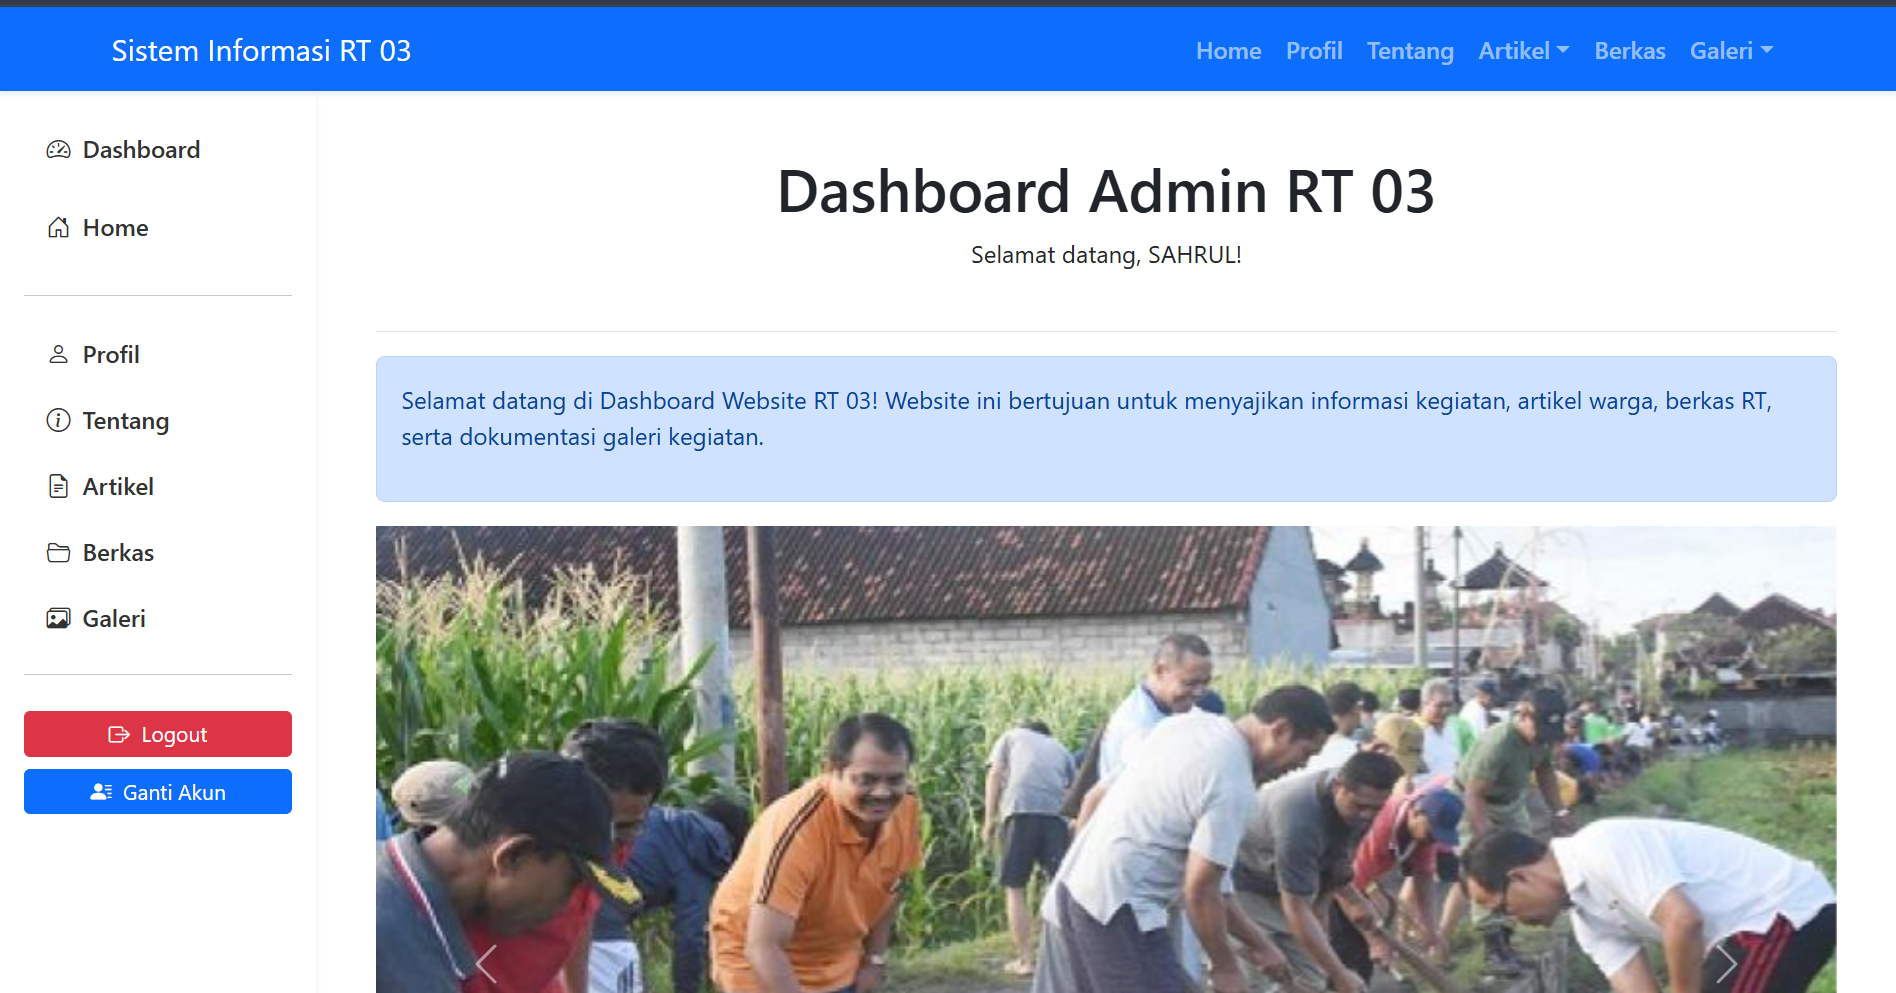 Sistem Informasi RT 03
Home Profil Tentang Artikel Berkas Galeri
Dashboard
Home
Profil
Tentang
Artikel
Berkas
Galeri
Logout
Ganti Akun
Dashboard Admin RT 03
Selamat datang, SAHRUL!
Selamat datang di Dashboard Website RT 03! Website ini bertujuan untuk menyajikan informasi kegiatan, artikel warga, berkas RT,
serta dokumentasi galeri kegiatan.